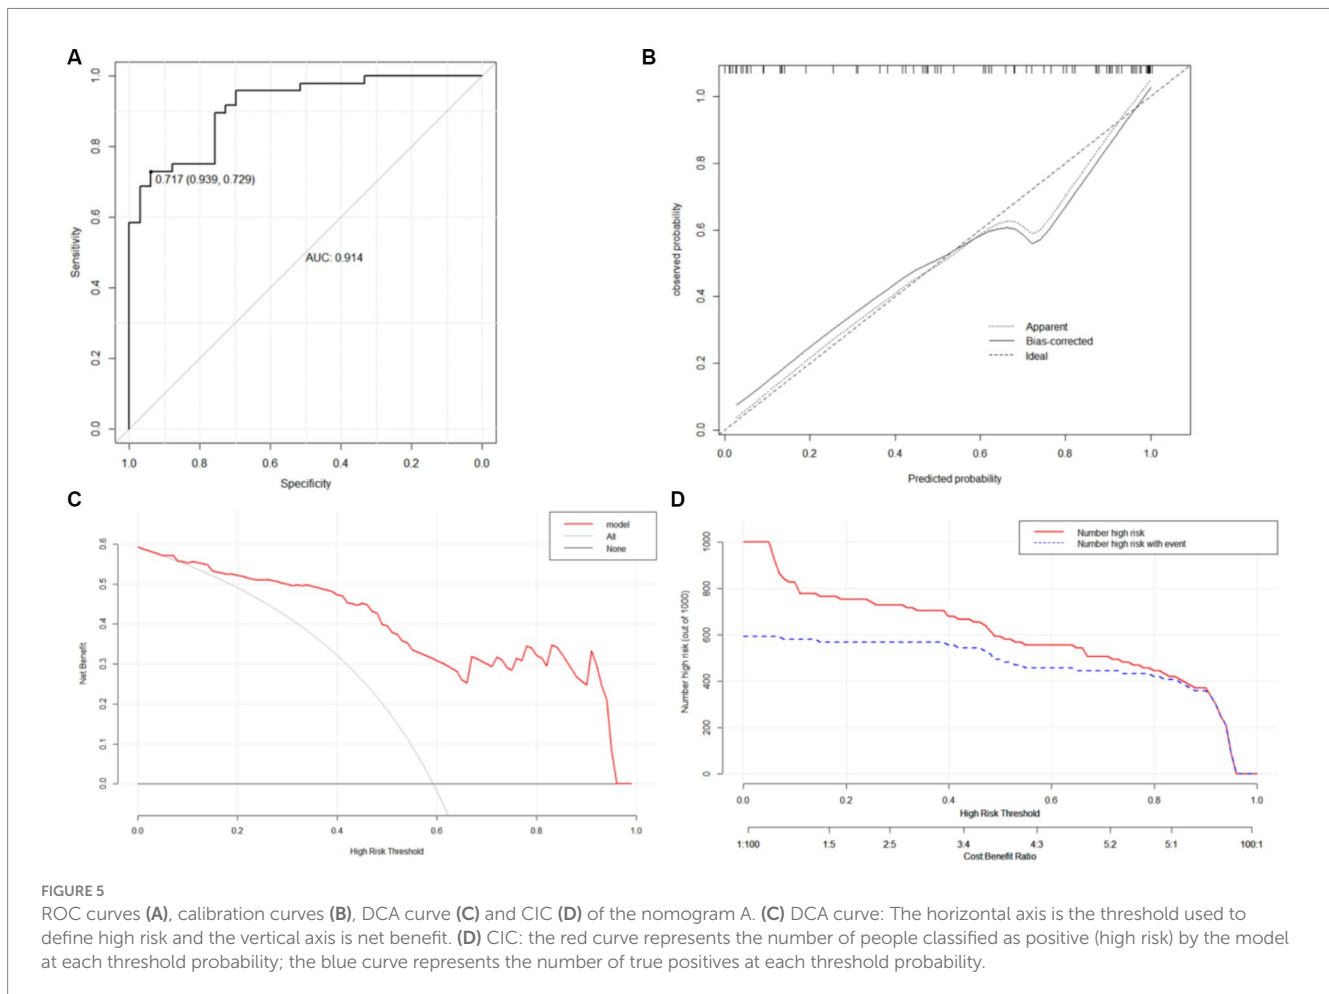 A
1.0
0.8
0.6
0.4
0.2
0.0
Sensitivity
0.717 (0.939, 0.729)
AUC: 0.914
1.0 0.8 0.6 0.4 0.2 0.0
Specificity
B
1.0
0.8
0.6
0.4
0.2
0.0
observed probability
Apparent
Bias-corrected
Ideal
0.0 0.2 0.4 0.6 0.8 1.0
Predicted probability
C
model
All
None
0.6
0.5
0.4
0.3
0.2
0.1
0.0
Net Benefit
0.0 0.2 0.4 0.6 0.8 1.0
High Risk Threshold
D
Number high risk
Number high risk with event
1000
800
600
400
200
0
Number high risk (out of 1000)
0.0 0.2 0.4 0.6 0.8 1.0
High Risk Threshold
1:100 1:5 2:5 3:4 4:3 5:2 5:1 100:1
Cost:Benefit Ratio
FIGURE 5
ROC curves (A), calibration curves (B), DCA curve (C) and CIC (D) of the nomogram A. (C) DCA curve: The horizontal axis is the threshold used to
define high risk and the vertical axis is net benefit. (D) CIC: the red curve represents the number of people classified as positive (high risk) by the model
at each threshold probability; the blue curve represents the number of true positives at each threshold probability.